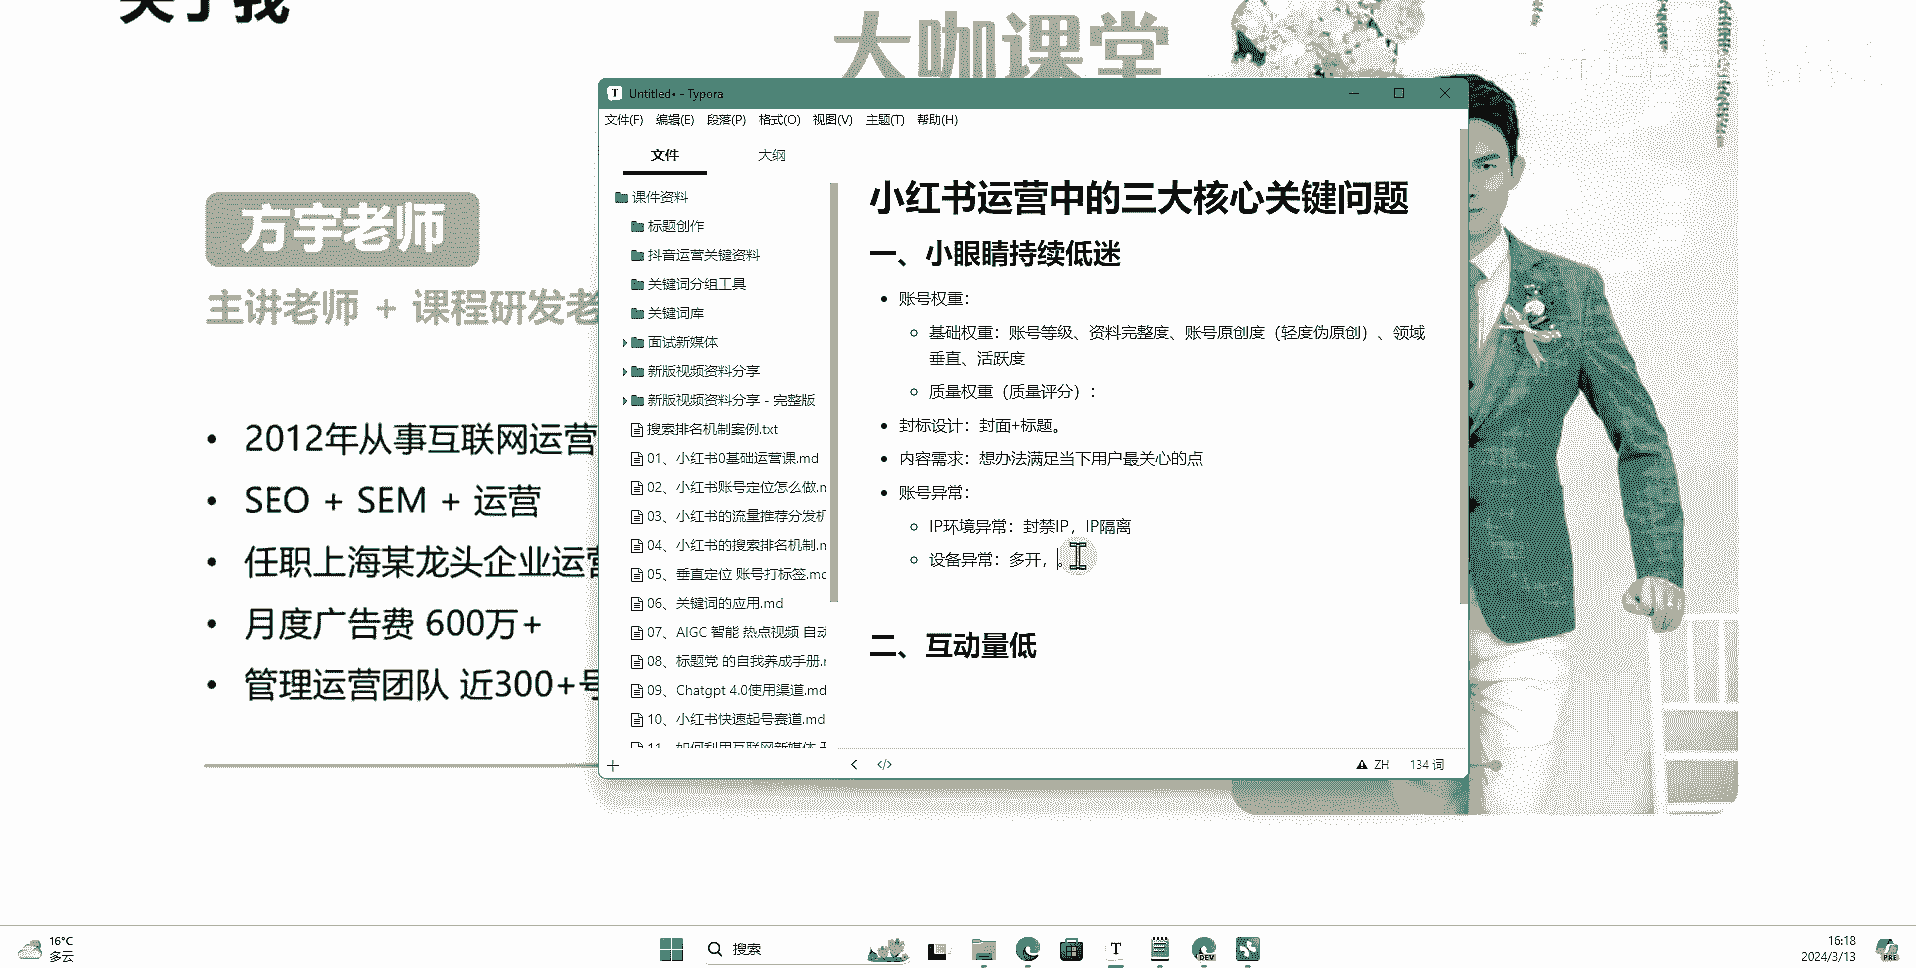 关于我
大咖课堂
方宇老师
主讲老师 + 课程研发老
2012年从事互联网运营
SEO + SEM + 运营
任职上海某龙头企业运营
月度广告费 600万+
管理运营团队 近300+号
Untitled• - Typora
文件(F) 编辑(E) 段落(P) 格式(O) 视图(V) 主题(T) 帮助(H)
文件 大纲
课件资料
标题创作
抖音运营关键资料
关键词分组工具
关键词库
面试新媒体
新版视频资料分享
新版视频资料分享 - 完整版
搜索排名机制案例.txt
01、小红书0基础运营课.md
02、小红书账号定位怎么做.m
03、小红书的流量推荐分发机
04、小红书的搜索排名机制.m
05、垂直定位 账号打标签.md
06、关键词的应用.md
07、AIGC 智能 热点视频 自动
08、标题党 的自我养成手册.m
09、Chatgpt 4.0使用渠道.md
10、小红书快速起号赛道.md
11、如何利用互联网新媒体
小红书运营中的三大核心关键问题
一、小眼睛持续低迷
账号权重：
基础权重：账号等级、资料完整度、账号原创度（轻度伪原创）、领域
垂直、活跃度
质量权重（质量评分）：
封标设计：封面+标题。
内容需求：想办法满足当下用户最关心的点
账号异常：
IP环境异常：封禁IP，IP隔离
设备异常：多开，。
二、互动量低
ZH 134 词
16°C
多云
搜索
T
DEV
16:18
2024/3/13
PRE